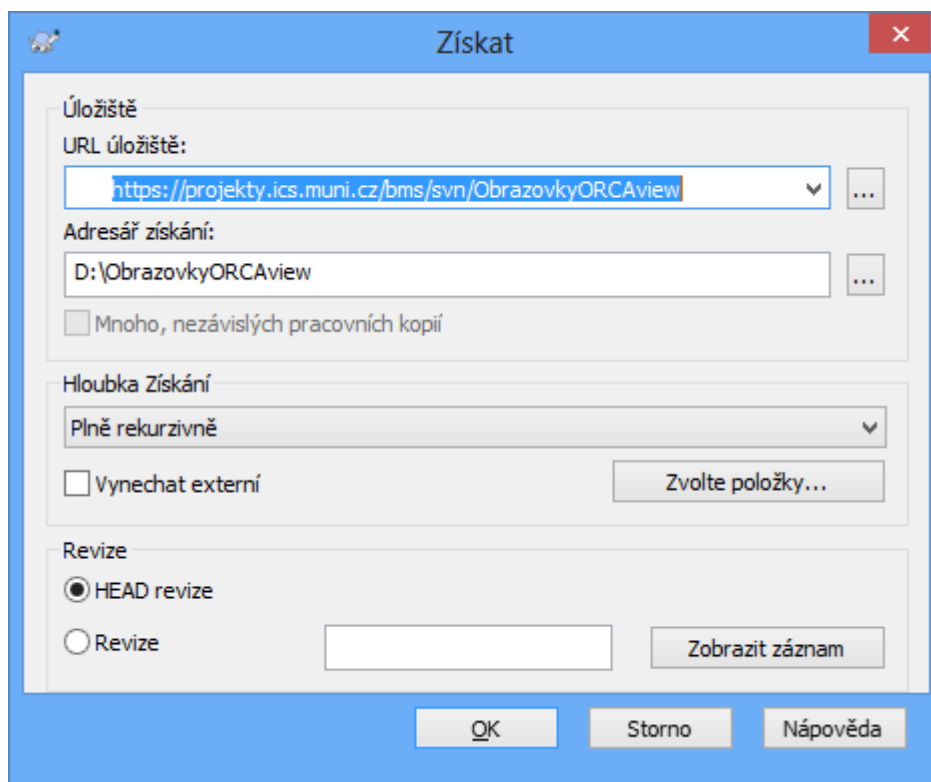 Získat
Úložiště
URL úložiště:
https://projekty.ics.muni.cz/bms/svn/ObrazovkyORCAview
...
Adresář získání:
D:\ObrazovkyORCAview
...
Mnoho, nezávislých pracovních kopií
Hloubka Získání
Plně rekurzivně
Vynechat externí
Zvolte položky...
Revize
HEAD revize
Revize
Zobrazit záznam
OK
Storno
Nápověda